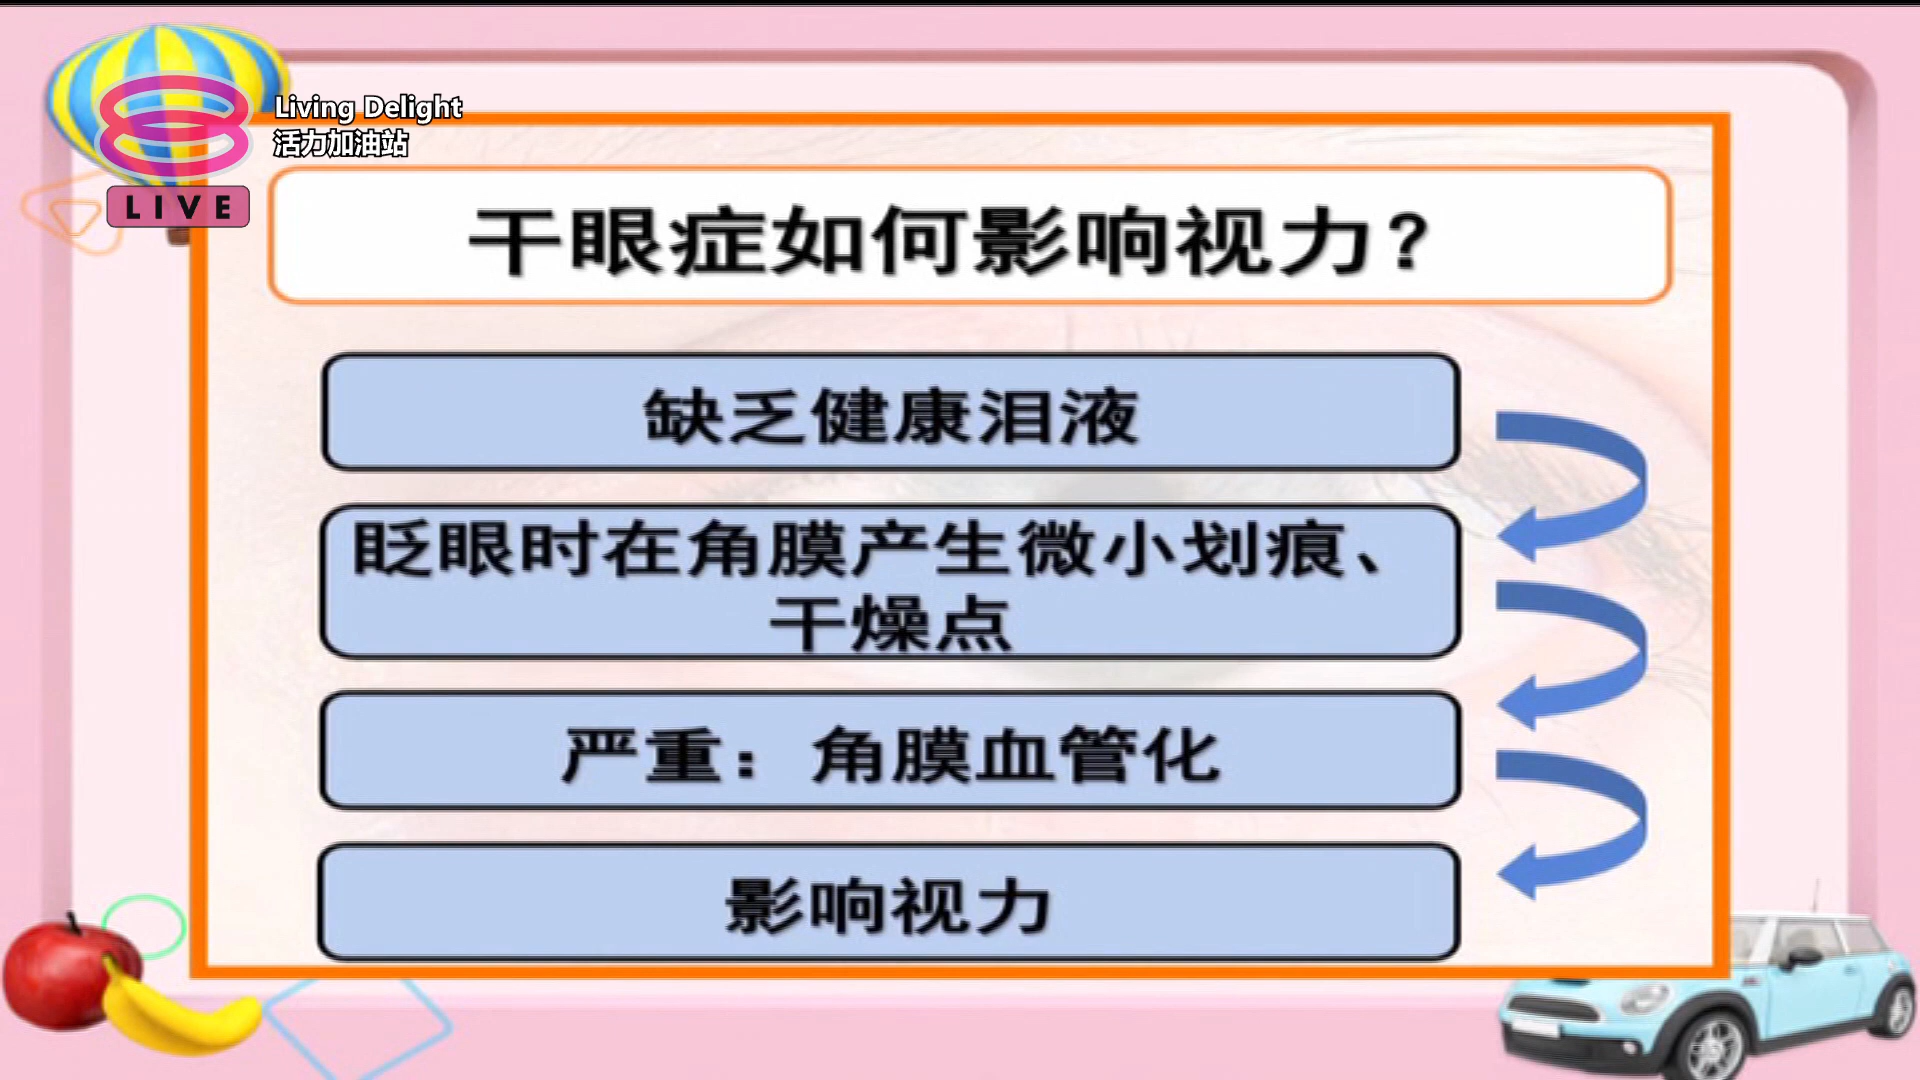 Living Delight
活力加油站
LIVE
干眼症如何影响视力？
缺乏健康泪液
眨眼时在角膜产生微小划痕、
干燥点
严重：角膜血管化
影响视力